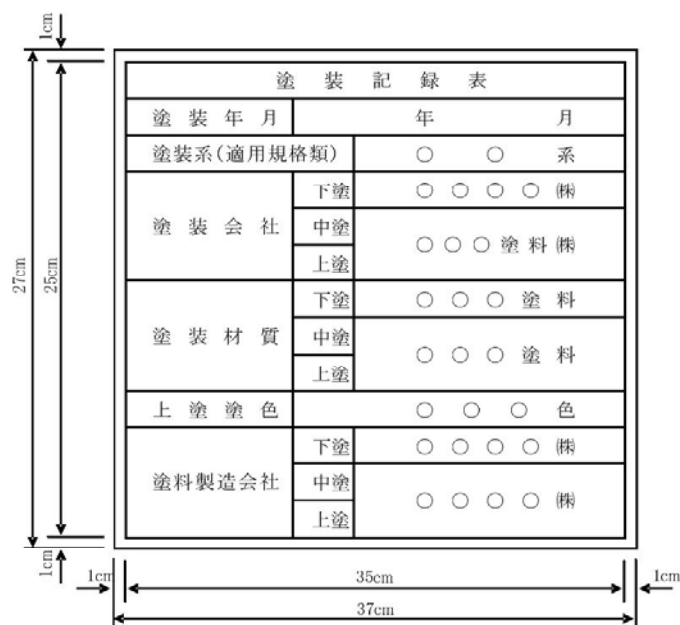 1cm
塗装記録表
塗装年月 年 月
塗装系(適用規格類) ○ ○ 系
塗装会社 下塗 ○○○○㈱
中塗 ○○○塗料㈱
上塗
塗装材質 下塗 ○○○塗料
中塗 ○○○塗料
上塗
上塗塗色 ○○○色
塗料製造会社 下塗 ○○○○㈱
中塗 ○○○○㈱
上塗
27cm
25cm
1cm
1cm 35cm 1cm
37cm